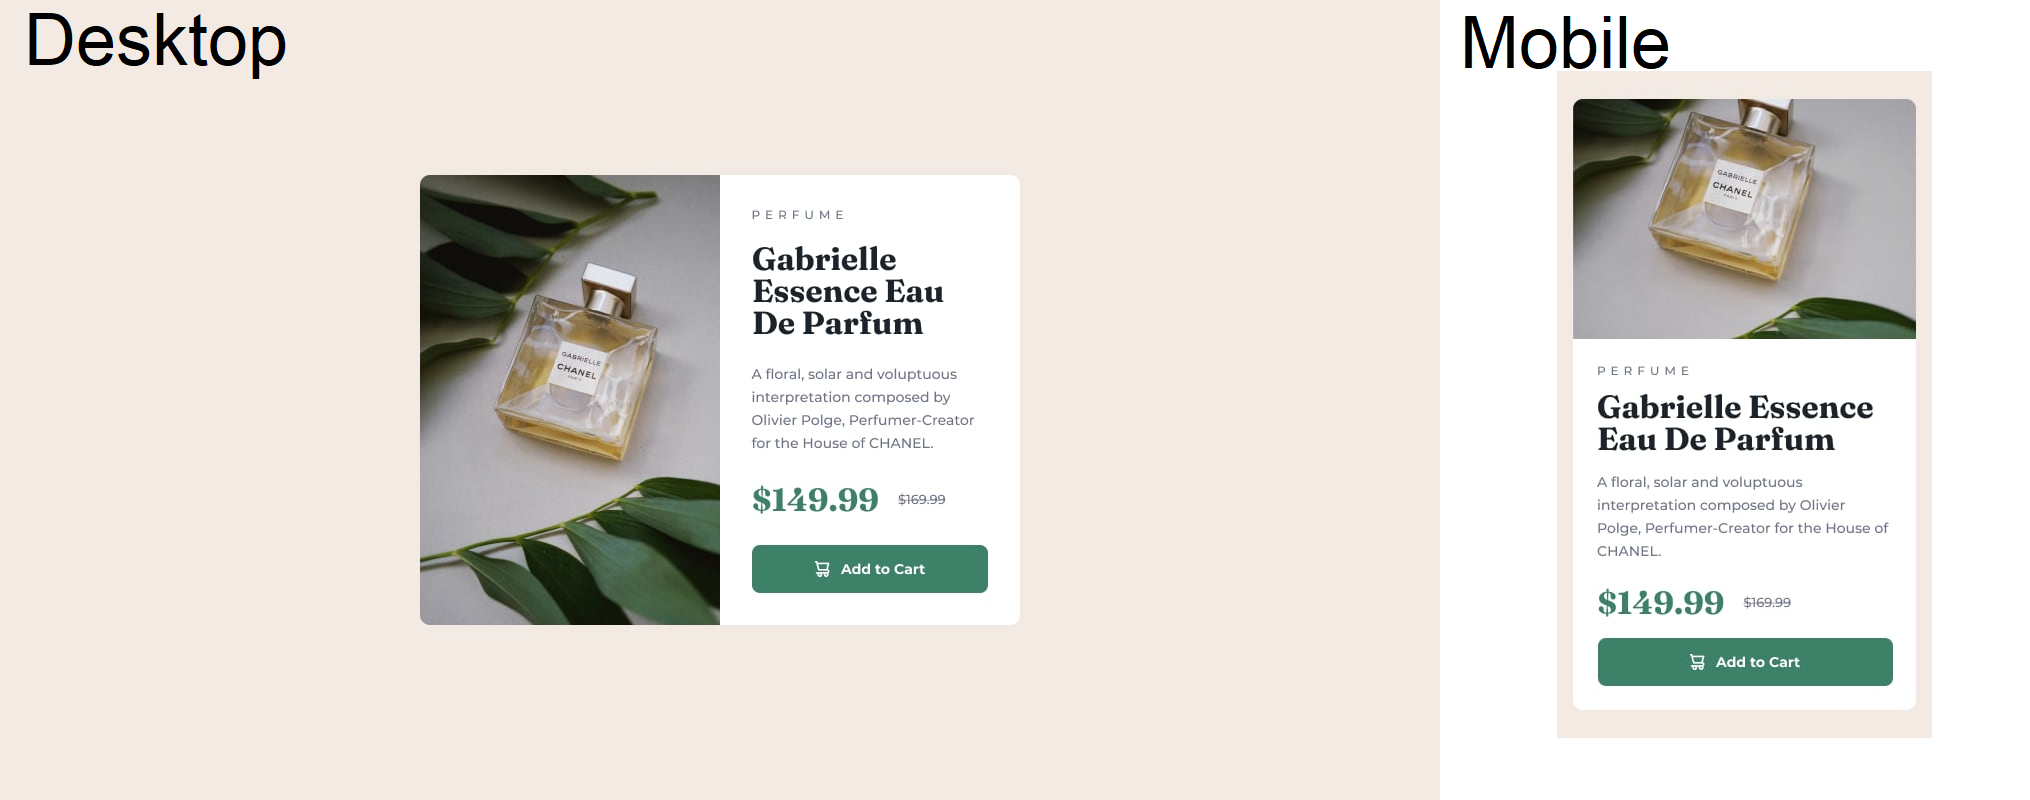 Desktop
GABRIELLE
CHANEL
PARIS
PERFUME
Gabrielle
Essence Eau
De Parfum
A floral, solar and voluptuous
interpretation composed by
Olivier Polge, Perfumer-Creator
for the House of CHANEL.
$149.99 $169.99
Add to Cart
Mobile
GABRIELLE
CHANEL
PARIS
PERFUME
Gabrielle Essence
Eau De Parfum
A floral, solar and voluptuous
interpretation composed by Olivier
Polge, Perfumer-Creator for the House of
CHANEL.
$149.99 $169.99
Add to Cart